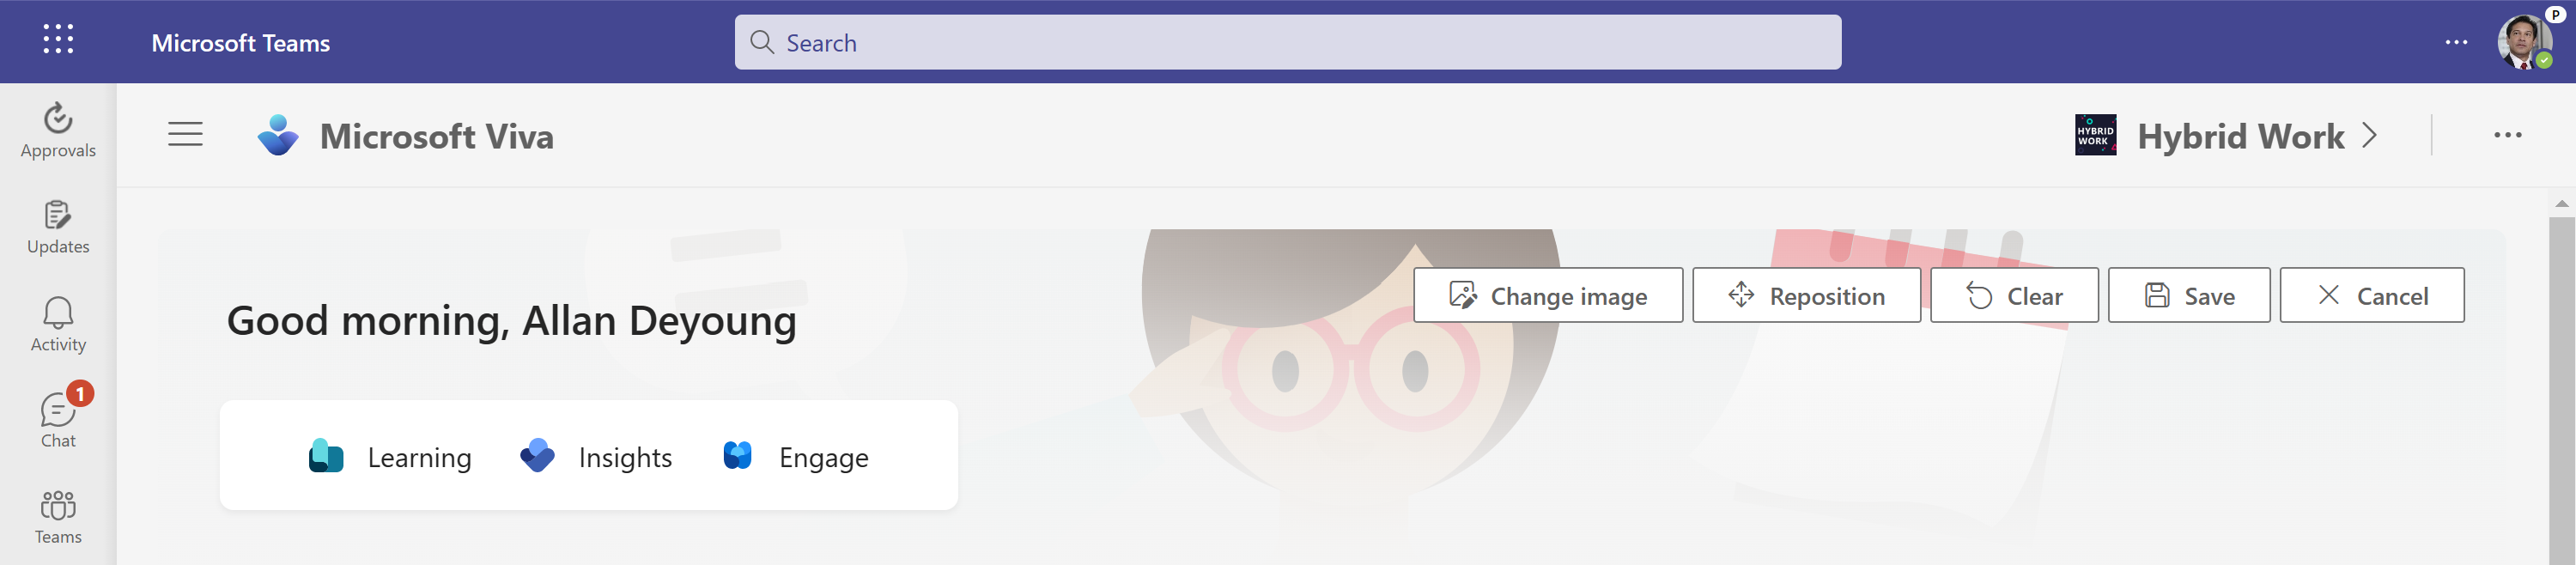 Microsoft Teams
Search
P
Approvals
Microsoft Viva
HYBRID
WORK
Hybrid Work
Updates
Change image
Reposition
Clear
Save
Cancel
Good morning, Allan Deyoung
Activity
1
Chat
Learning
Insights
Engage
Teams